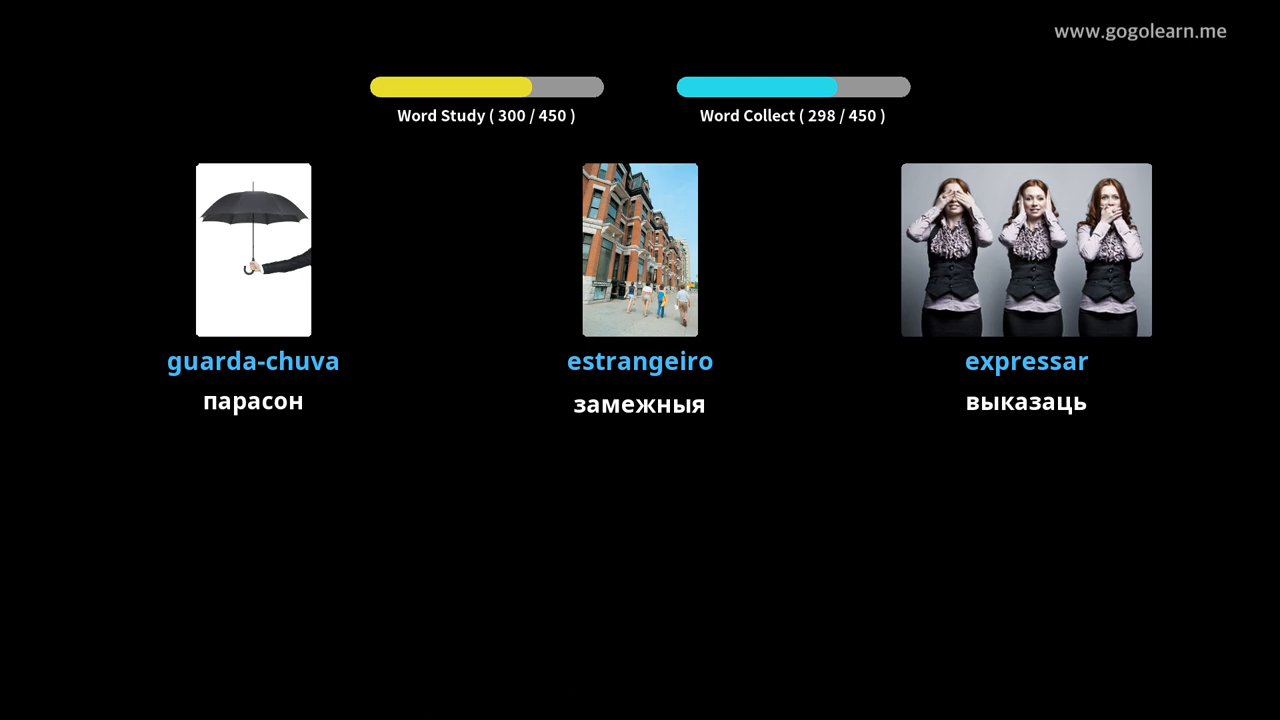 www.gogolearn.me
Word Study ( 300 / 450 )
Word Collect ( 298 / 450 )
guarda-chuva
estrangeiro
expressar
парасон
замежныя
выказаць